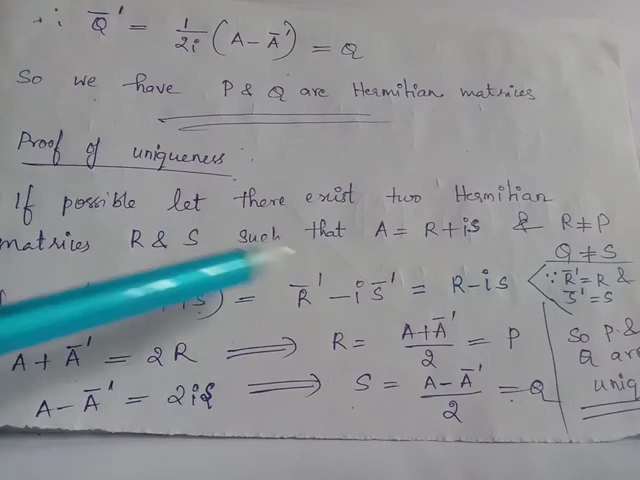 ∴ Q̅' = 1/2i (A - A̅') = Q
So we have P & Q are Hermitian matrices
Proof of uniqueness
If possible let there exist two Hermitian
matrices R & S such that A = R + iS & R ≠ P
Q ≠ S
iS) = R̅' - i S̅' = R - iS
∵ R̅' = R &
S̅' = S
A + A̅' = 2R ⟹ R = (A + A̅')/2 = P
A - A̅' = 2iS ⟹ S = (A - A̅')/2 = Q
So P &
Q are
uniq